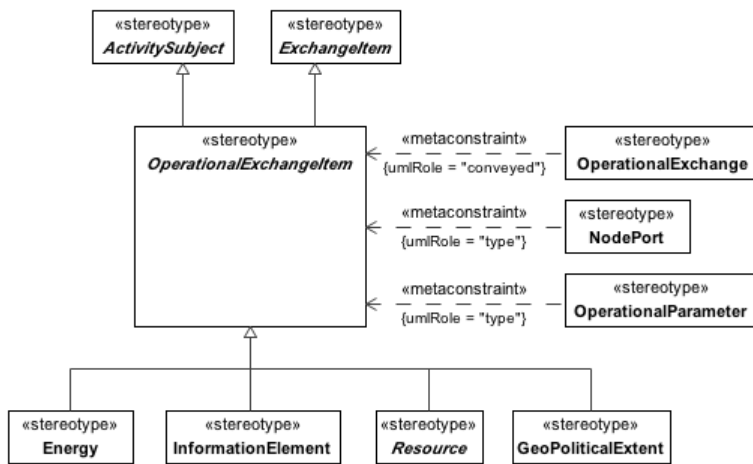 «stereotype»
ActivitySubject
«stereotype»
ExchangeItem
«stereotype»
OperationalExchangeItem
«metaconstraint»
{umlRole = "conveyed"}
«stereotype»
OperationalExchange
«metaconstraint»
{umlRole = "type"}
«stereotype»
NodePort
«metaconstraint»
{umlRole = "type"}
«stereotype»
OperationalParameter
«stereotype»
Energy
«stereotype»
InformationElement
«stereotype»
Resource
«stereotype»
GeoPoliticalExtent